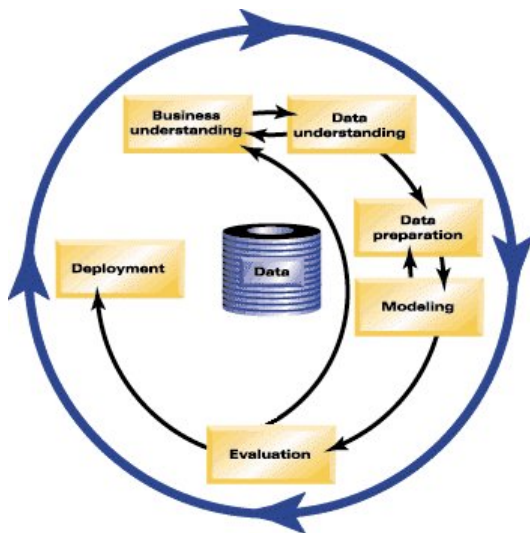 Business
understanding
Data
understanding
Data
preparation
Modeling
Evaluation
Deployment
Data